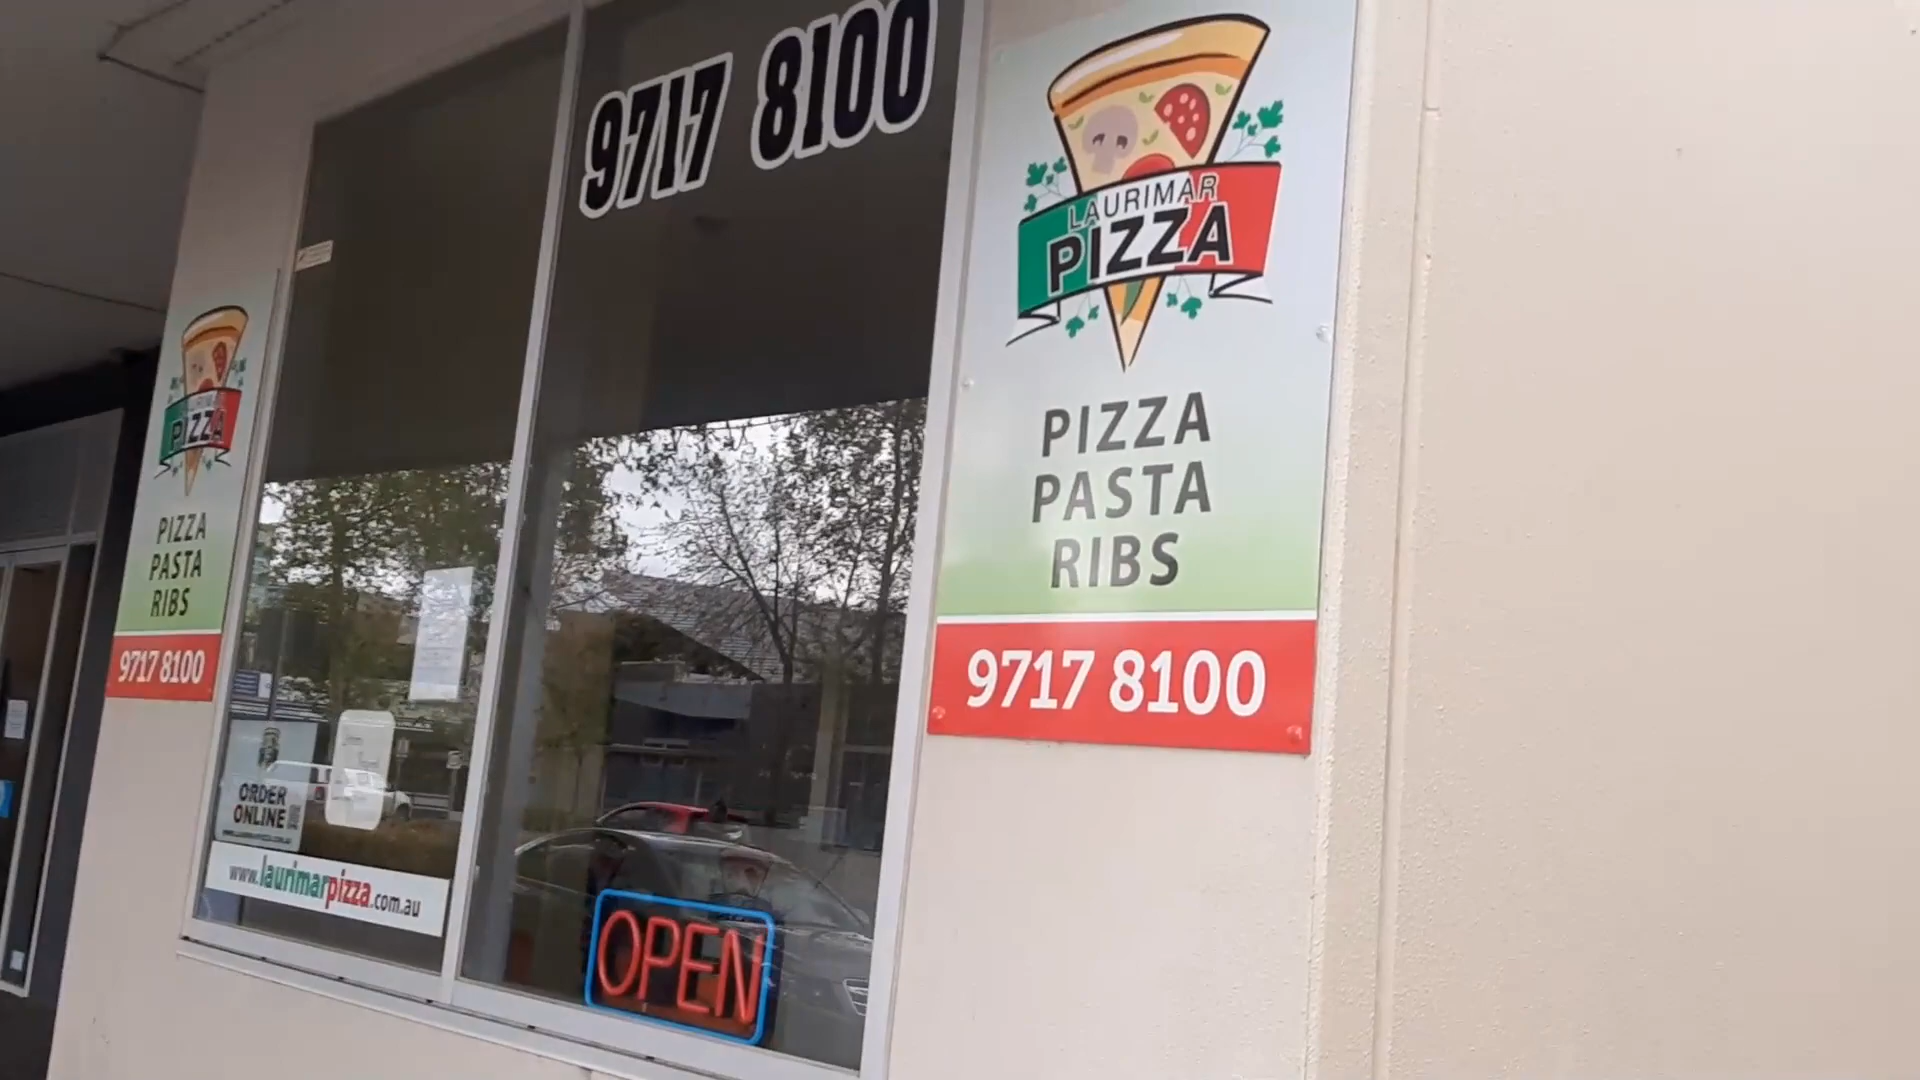 9717 8100
LAURIMAR
PIZZA
PIZZA
PASTA
RIBS
9717 8100
PIZZA
PIZZA
PASTA
RIBS
9717 8100
ORDER
ONLINE
www.laurimarpizza.com.au
OPEN